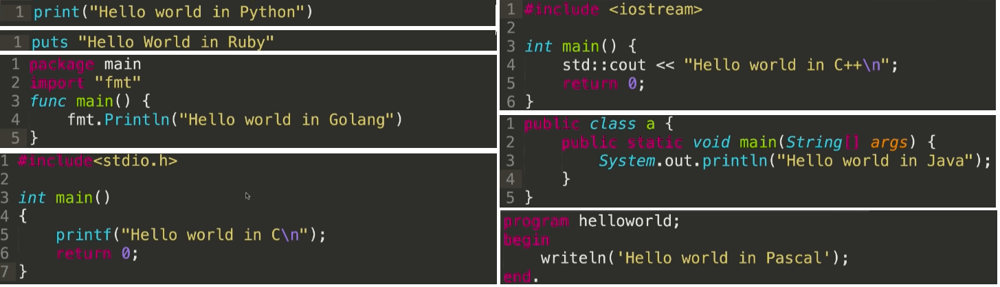 1 print("Hello world in Python")
1 puts "Hello World in Ruby"
1 package main
2 import "fmt"
3 func main() {
4     fmt.Println("Hello world in Golang")
5 }
1 #include<stdio.h>
2
3 int main()
4 {
5     printf("Hello world in C\n");
6     return 0;
7 }
1 #include <iostream>
2
3 int main() {
4     std::cout << "Hello world in C++\n";
5     return 0;
6 }
1 public class a {
2     public static void main(String[] args) {
3         System.out.println("Hello world in Java");
4     }
5 }
program helloworld;
begin
    writeln('Hello world in Pascal');
end.